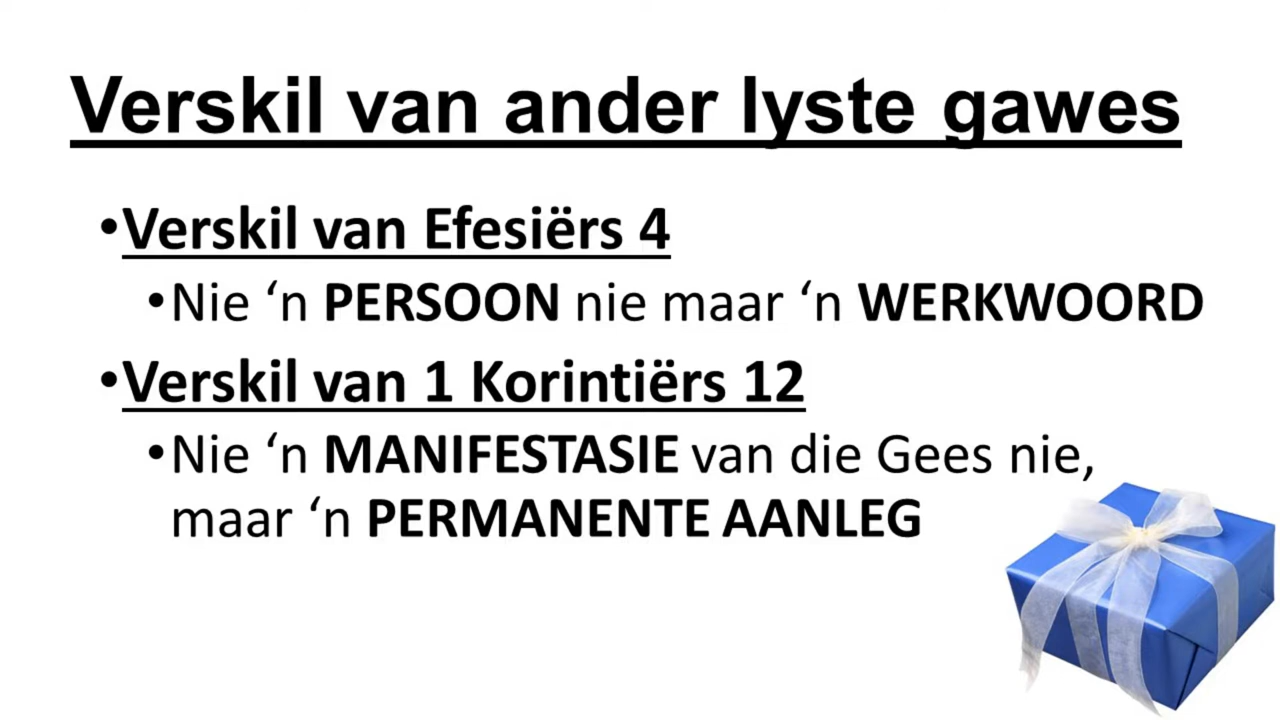 Verskil van ander lyste gawes
•Verskil van Efesiërs 4
•Nie ‘n PERSOON nie maar ‘n WERKWOORD
•Verskil van 1 Korintiërs 12
•Nie ‘n MANIFESTASIE van die Gees nie,
maar ‘n PERMANENTE AANLEG